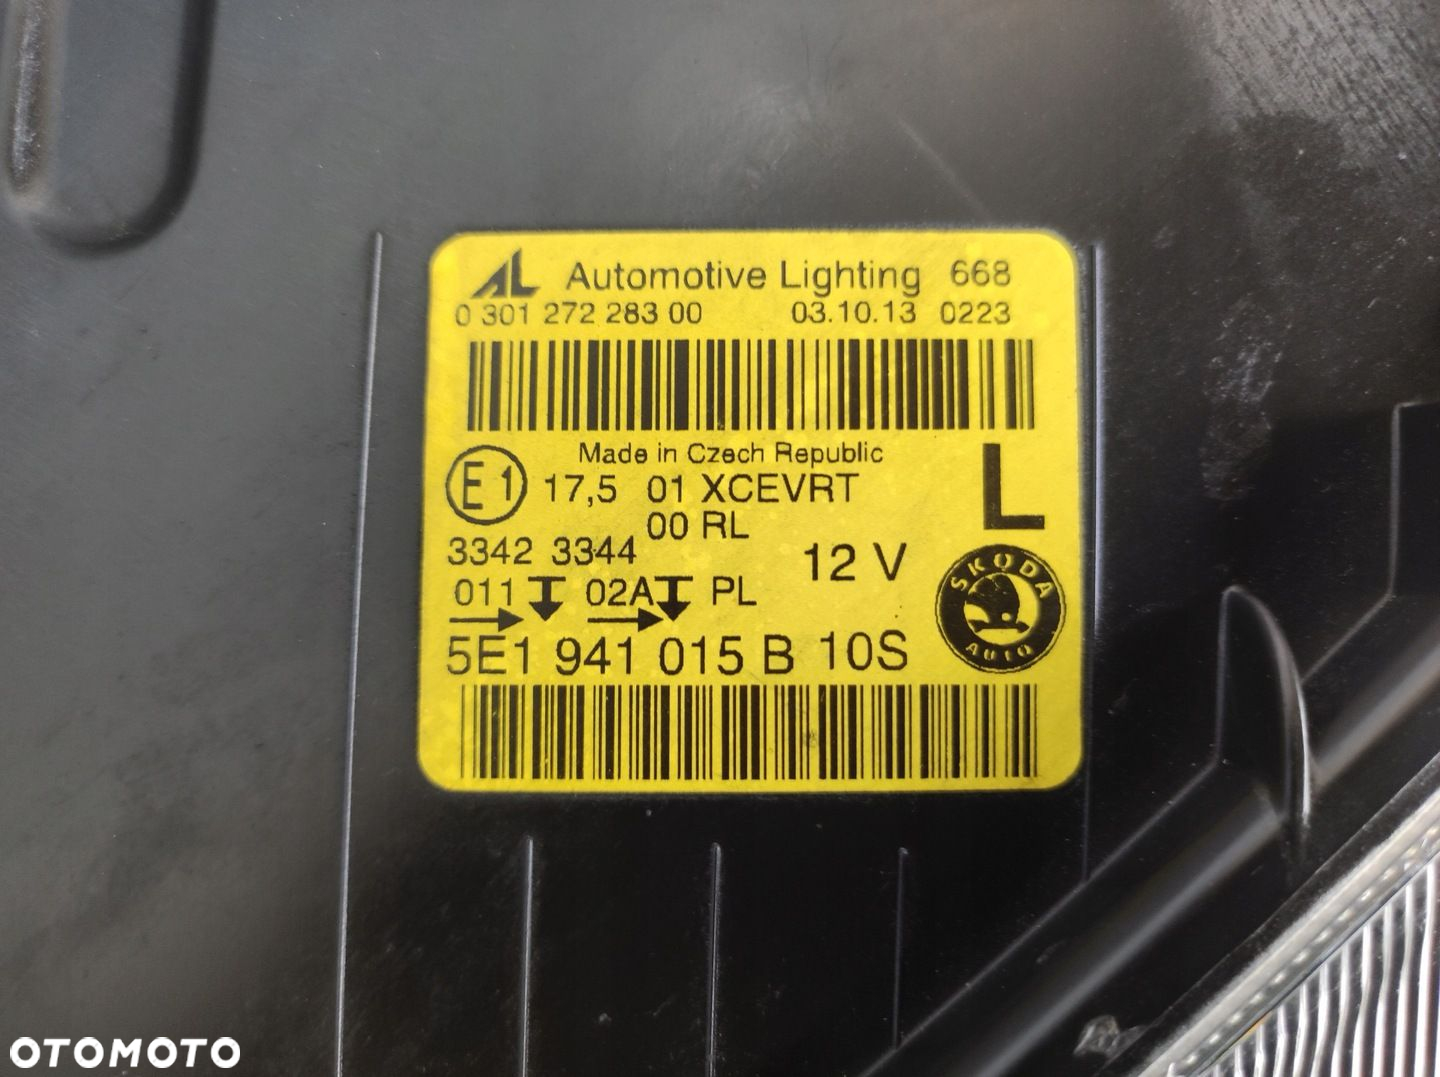 AL Automotive Lighting 668
0 301 272 283 00 03.10.13 0223
Made in Czech Republic
E1 17,5 01 XCEVRT L
00 RL
3342 3344 12 V
011 02A PL
SKODA
AUTO
5E1 941 015 B 10S
OTOMOTO